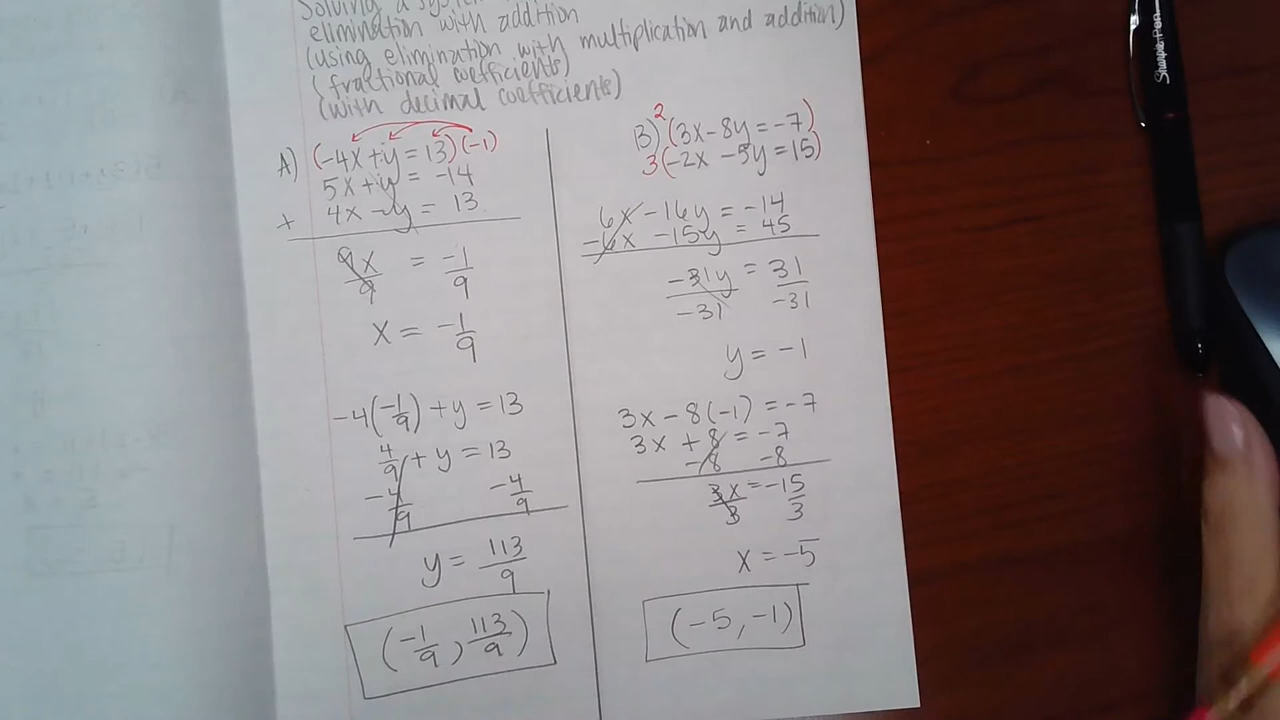 Solving a system
elimination with addition
(using elimination with multiplication and addition)
(fractional coefficients)
(with decimal coefficients)
A) (-4x+y=13)(-1)
5x+y = -14
+ 4x-y = 13
9x/9 = -1/9
x = -1/9
-4(-1/9)+y=13
4/9+y=13
-4/9 -4/9
y = 113/9
(-1/9, 113/9)
B) 2(3x-8y=-7)
3(-2x-5y=15)
6x-16y=-14
-6x-15y=45
-31y/-31=31/-31
y=-1
3x-8(-1)=-7
3x+8=-7
-8 -8
3x/3=-15/3
x=-5
(-5,-1)
Sharpie Pen